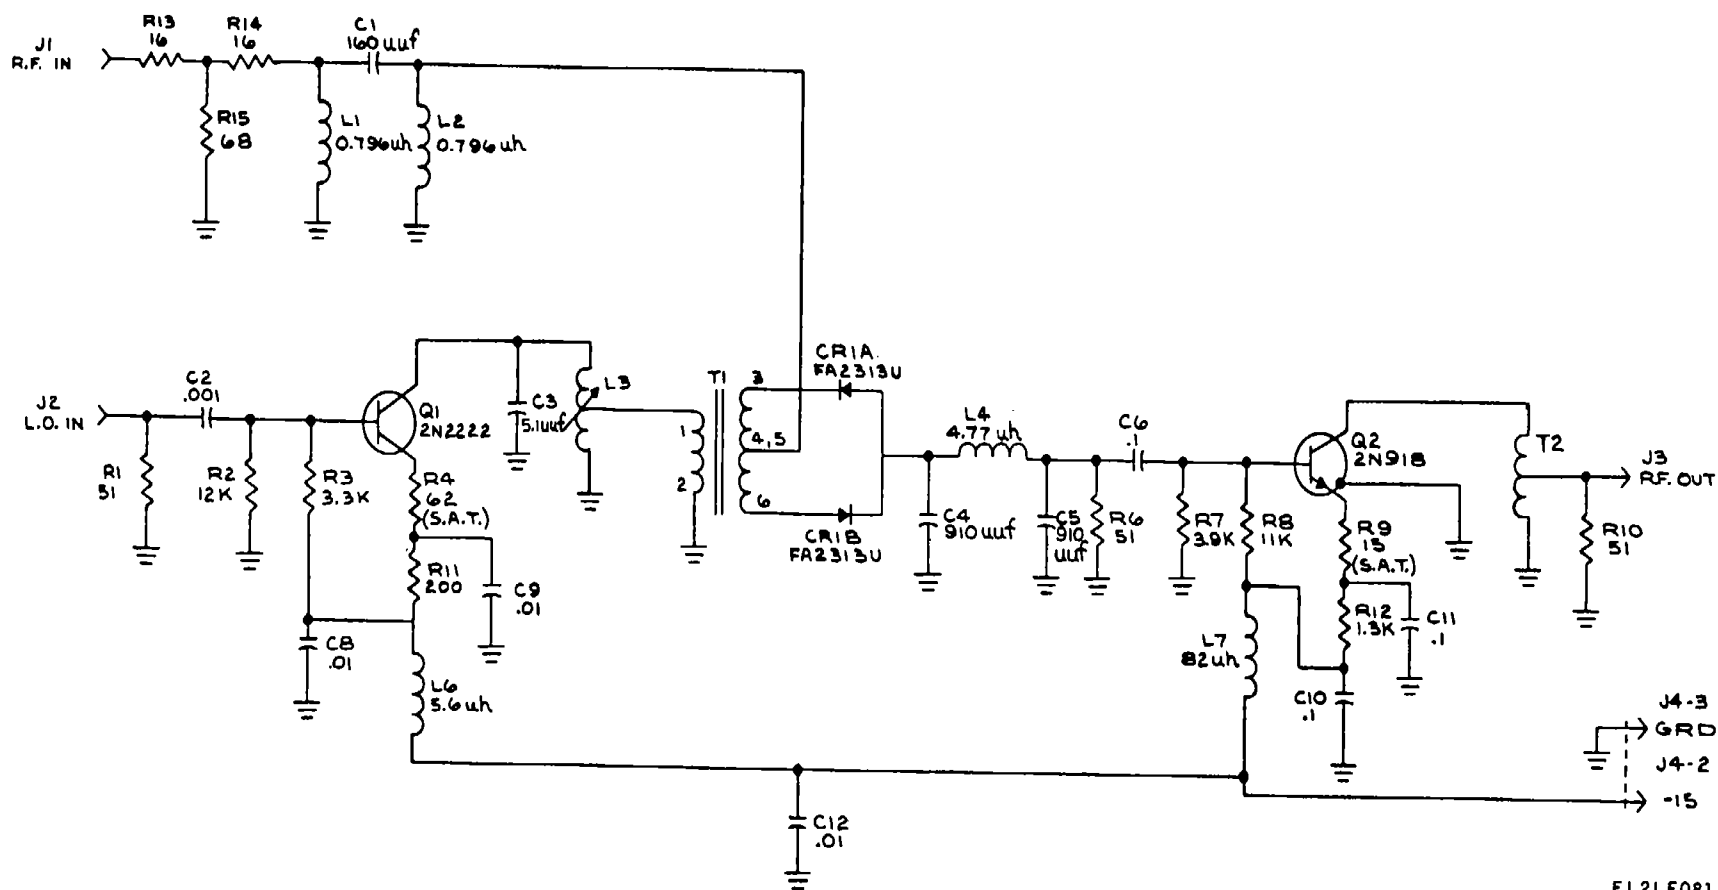 J1
R.F. IN
R13
16
R14
16
C1
160 uuf
R15
68
L1
0.796uh
L2
0.796uh
J2
L.O. IN
C2
.001
R1
51
R2
12K
R3
3.3K
Q1
2N2222
R4
62
(S.A.T.)
R11
200
C8
.01
C9
.01
L6
5.6uh
C3
5.1uuf
L3
T1
1
2
3
4,5
6
CR1A
FA2313U
CR1B
FA2313U
C4
910uuf
L4
4.77uh
C5
910
uuf
R6
51
C6
.1
R7
3.9K
R8
11K
Q2
2N918
R9
15
(S.A.T.)
R12
1.3K
C11
.1
L7
82uh
C10
.1
T2
J3
R.F. OUT
R10
51
C12
.01
J4-3
GRD
J4-2
-15